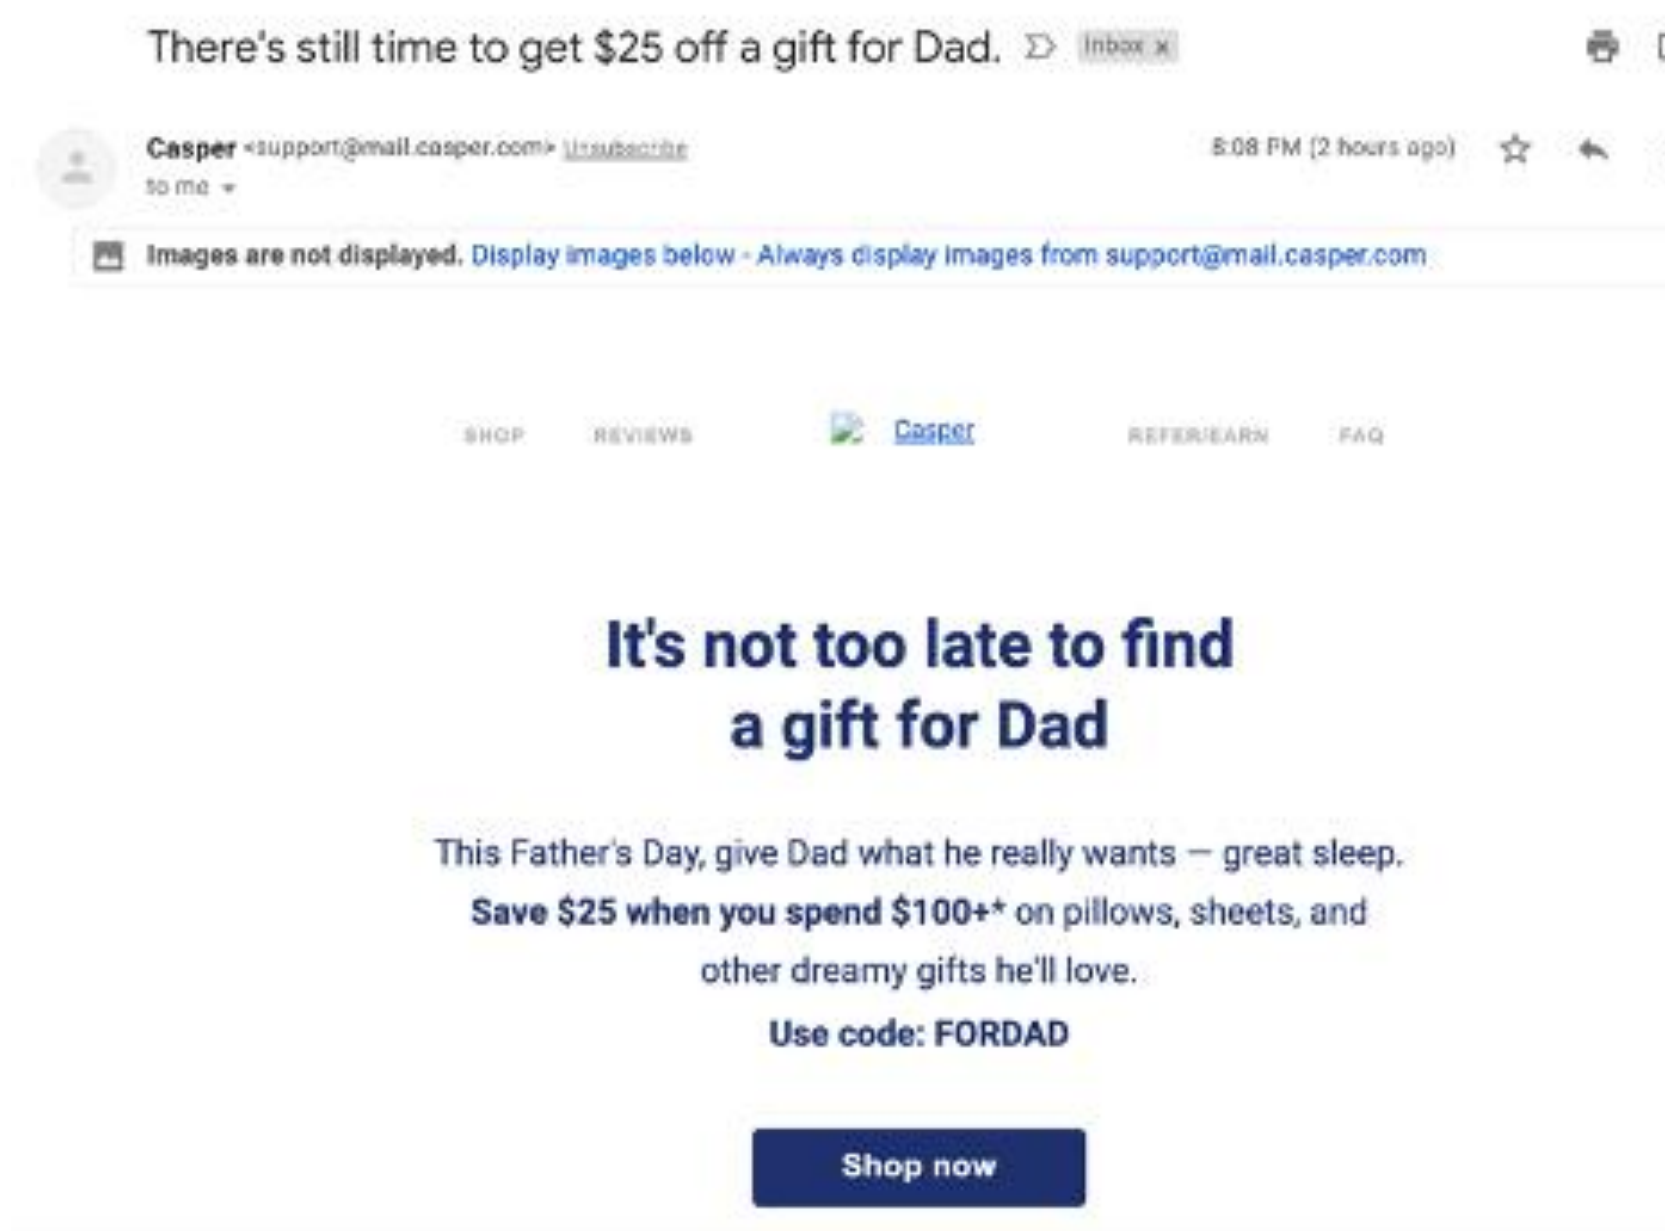 There's still time to get $25 off a gift for Dad. Inbox x
Casper <support@mail.casper.com> Unsubscribe
8:08 PM (2 hours ago)
to me
Images are not displayed. Display images below - Always display images from support@mail.casper.com
SHOP REVIEWS Casper REFER/EARN FAQ
It's not too late to find
a gift for Dad
This Father's Day, give Dad what he really wants — great sleep.
Save $25 when you spend $100+* on pillows, sheets, and
other dreamy gifts he'll love.
Use code: FORDAD
Shop now